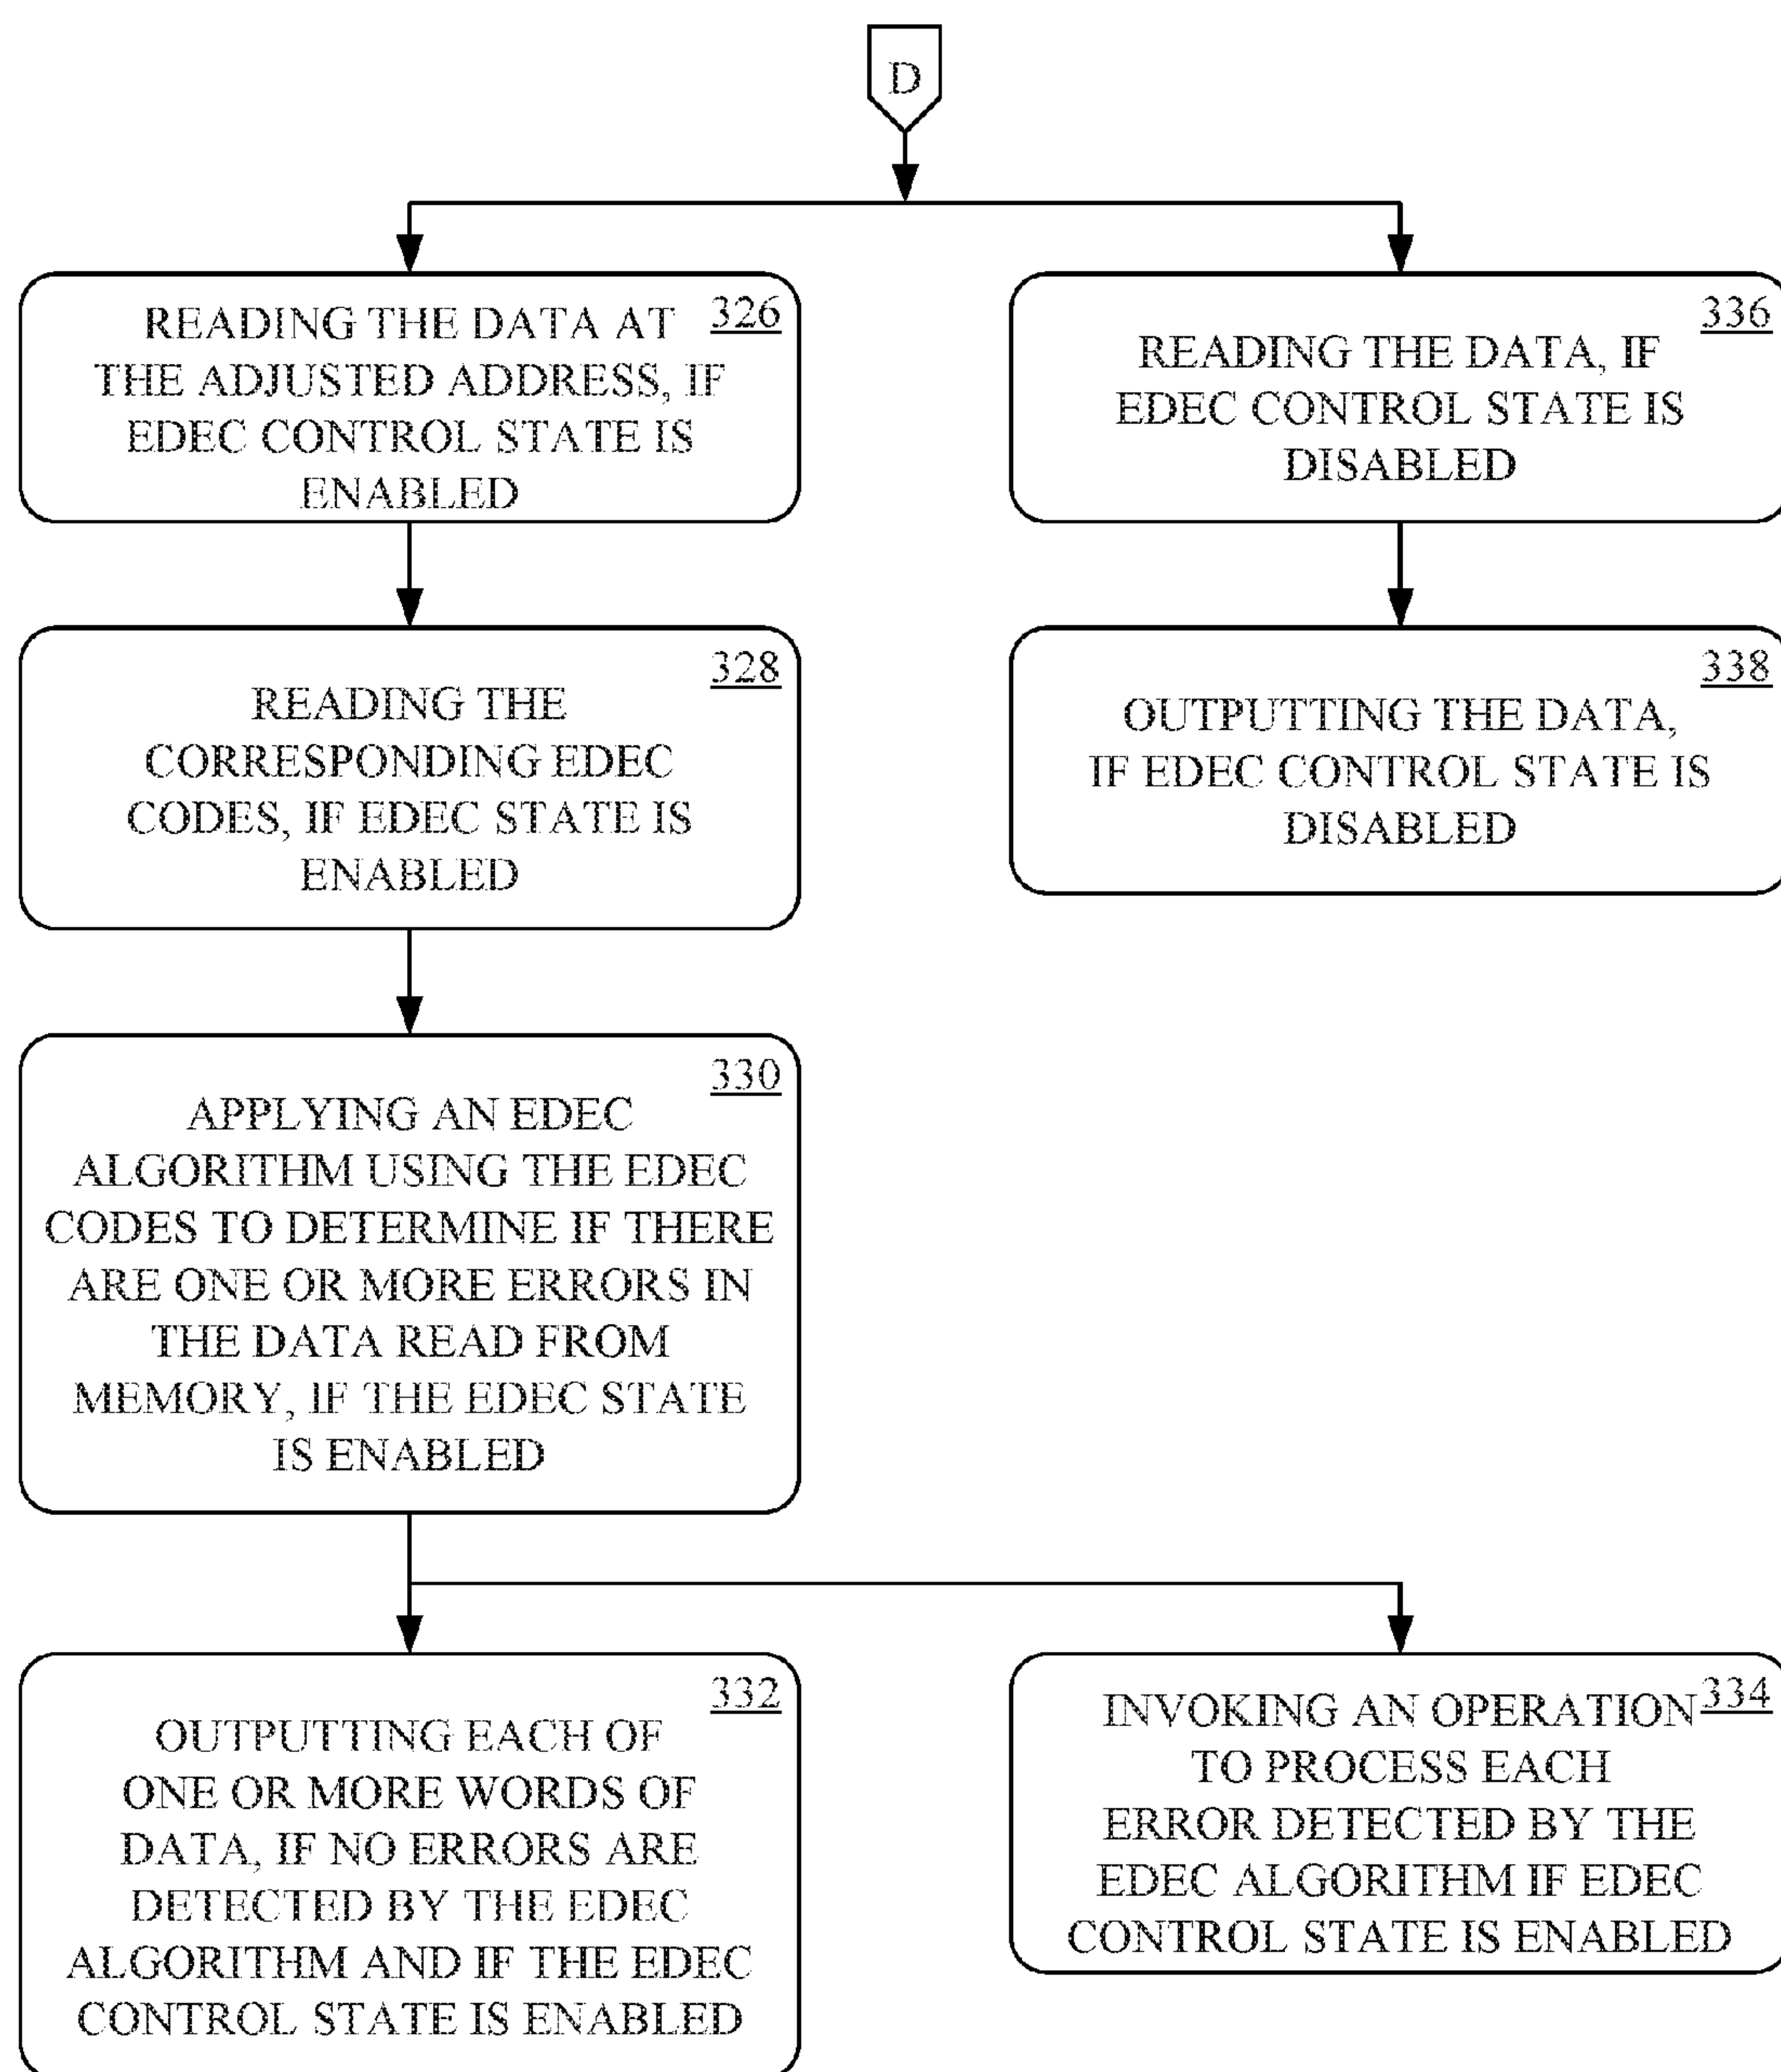 D
326
READING THE DATA AT
THE ADJUSTED ADDRESS, IF
EDEC CONTROL STATE IS
ENABLED
336
READING THE DATA, IF
EDEC CONTROL STATE IS
DISABLED
328
READING THE
CORRESPONDING EDEC
CODES, IF EDEC STATE IS
ENABLED
338
OUTPUTTING THE DATA,
IF EDEC CONTROL STATE IS
DISABLED
330
APPLYING AN EDEC
ALGORITHM USING THE EDEC
CODES TO DETERMINE IF THERE
ARE ONE OR MORE ERRORS IN
THE DATA READ FROM
MEMORY, IF THE EDEC STATE
IS ENABLED
332
OUTPUTTING EACH OF
ONE OR MORE WORDS OF
DATA, IF NO ERRORS ARE
DETECTED BY THE EDEC
ALGORITHM AND IF THE EDEC
CONTROL STATE IS ENABLED
334
INVOKING AN OPERATION
TO PROCESS EACH
ERROR DETECTED BY THE
EDEC ALGORITHM IF EDEC
CONTROL STATE IS ENABLED